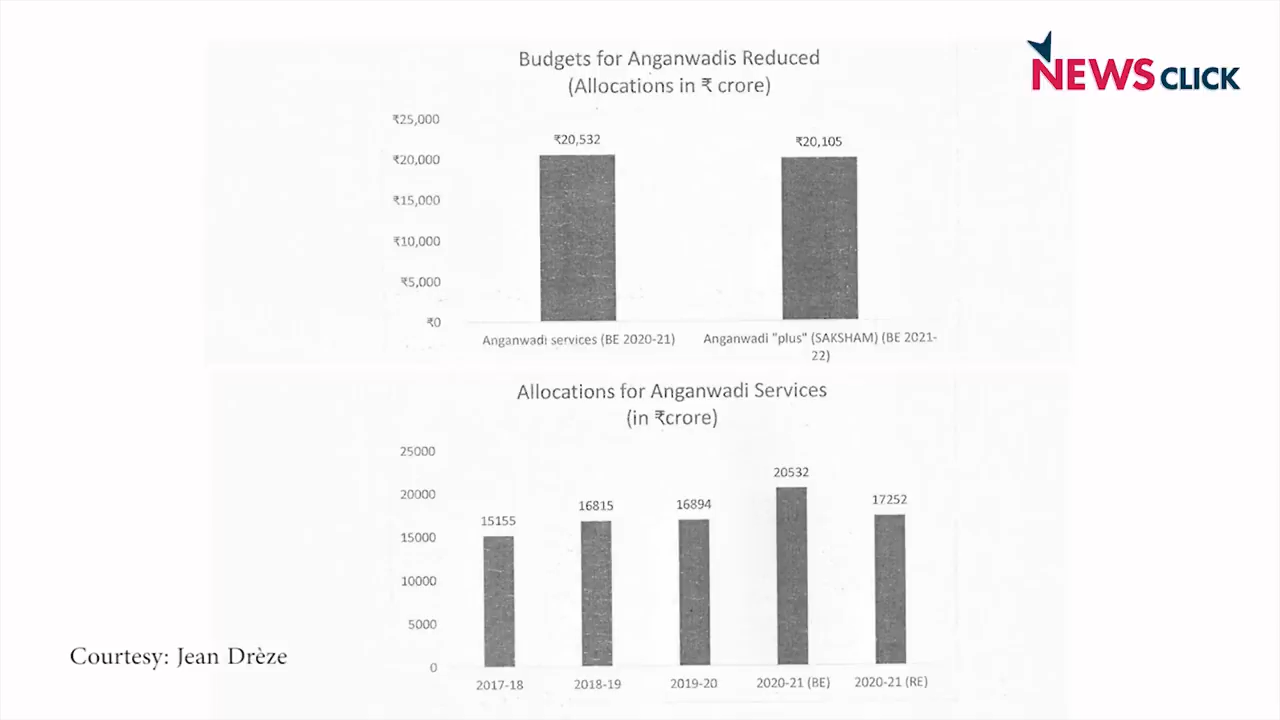 NEWSCLICK
Budgets for Anganwadis Reduced
(Allocations in ₹ crore)
₹25,000
₹20,000
₹15,000
₹10,000
₹5,000
₹0
₹20,532
₹20,105
Anganwadi services (BE 2020-21)
Anganwadi "plus" (SAKSHAM) (BE 2021-
22)
Allocations for Anganwadi Services
(in ₹crore)
25000
20000
15000
10000
5000
0
15155
16815
16894
20532
17252
2017-18
2018-19
2019-20
2020-21 (BE)
2020-21 (RE)
Courtesy: Jean Drèze